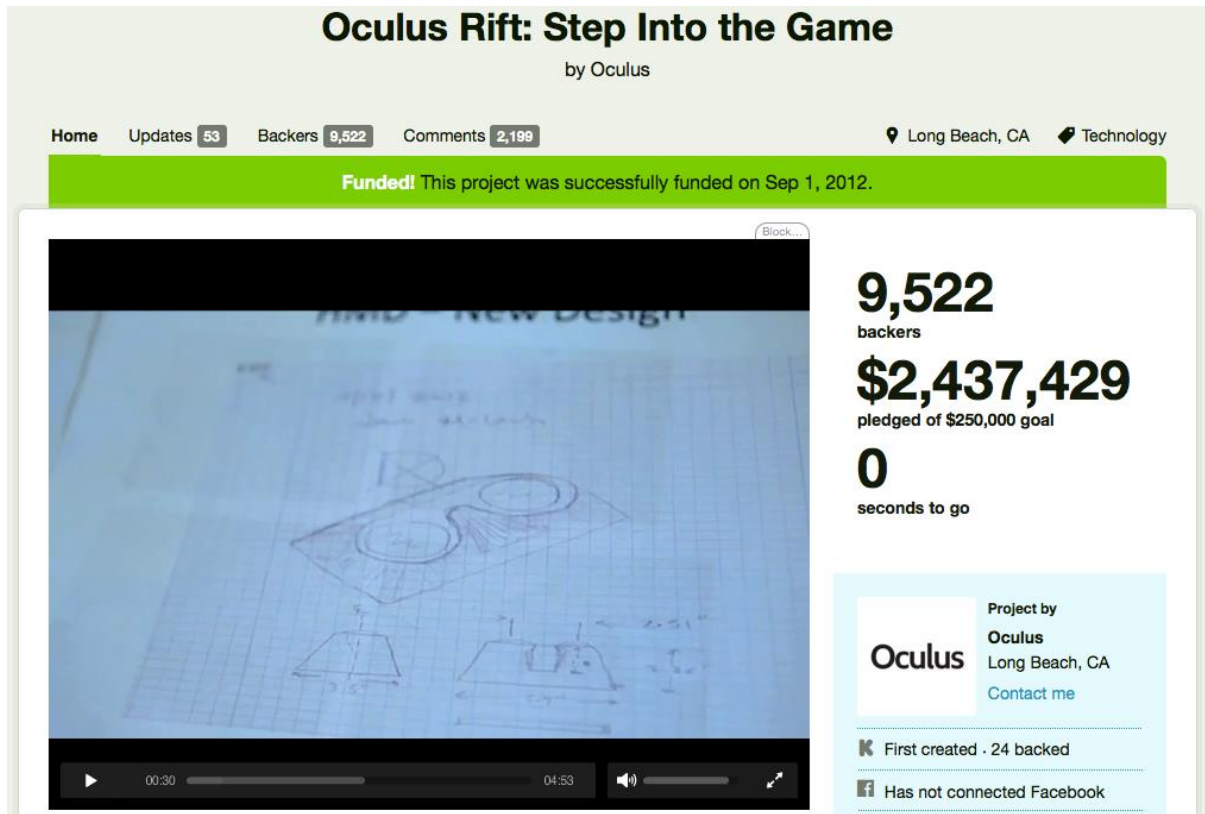 Oculus Rift: Step Into the Game
by Oculus
Home Updates 53 Backers 9,522 Comments 2,199 Long Beach, CA Technology
Funded! This project was successfully funded on Sep 1, 2012.
Block...
HMD – New Design
9,522
backers
$2,437,429
pledged of $250,000 goal
0
seconds to go
Oculus
Project by
Oculus
Long Beach, CA
Contact me
First created · 24 backed
Has not connected Facebook
00:30 04:53